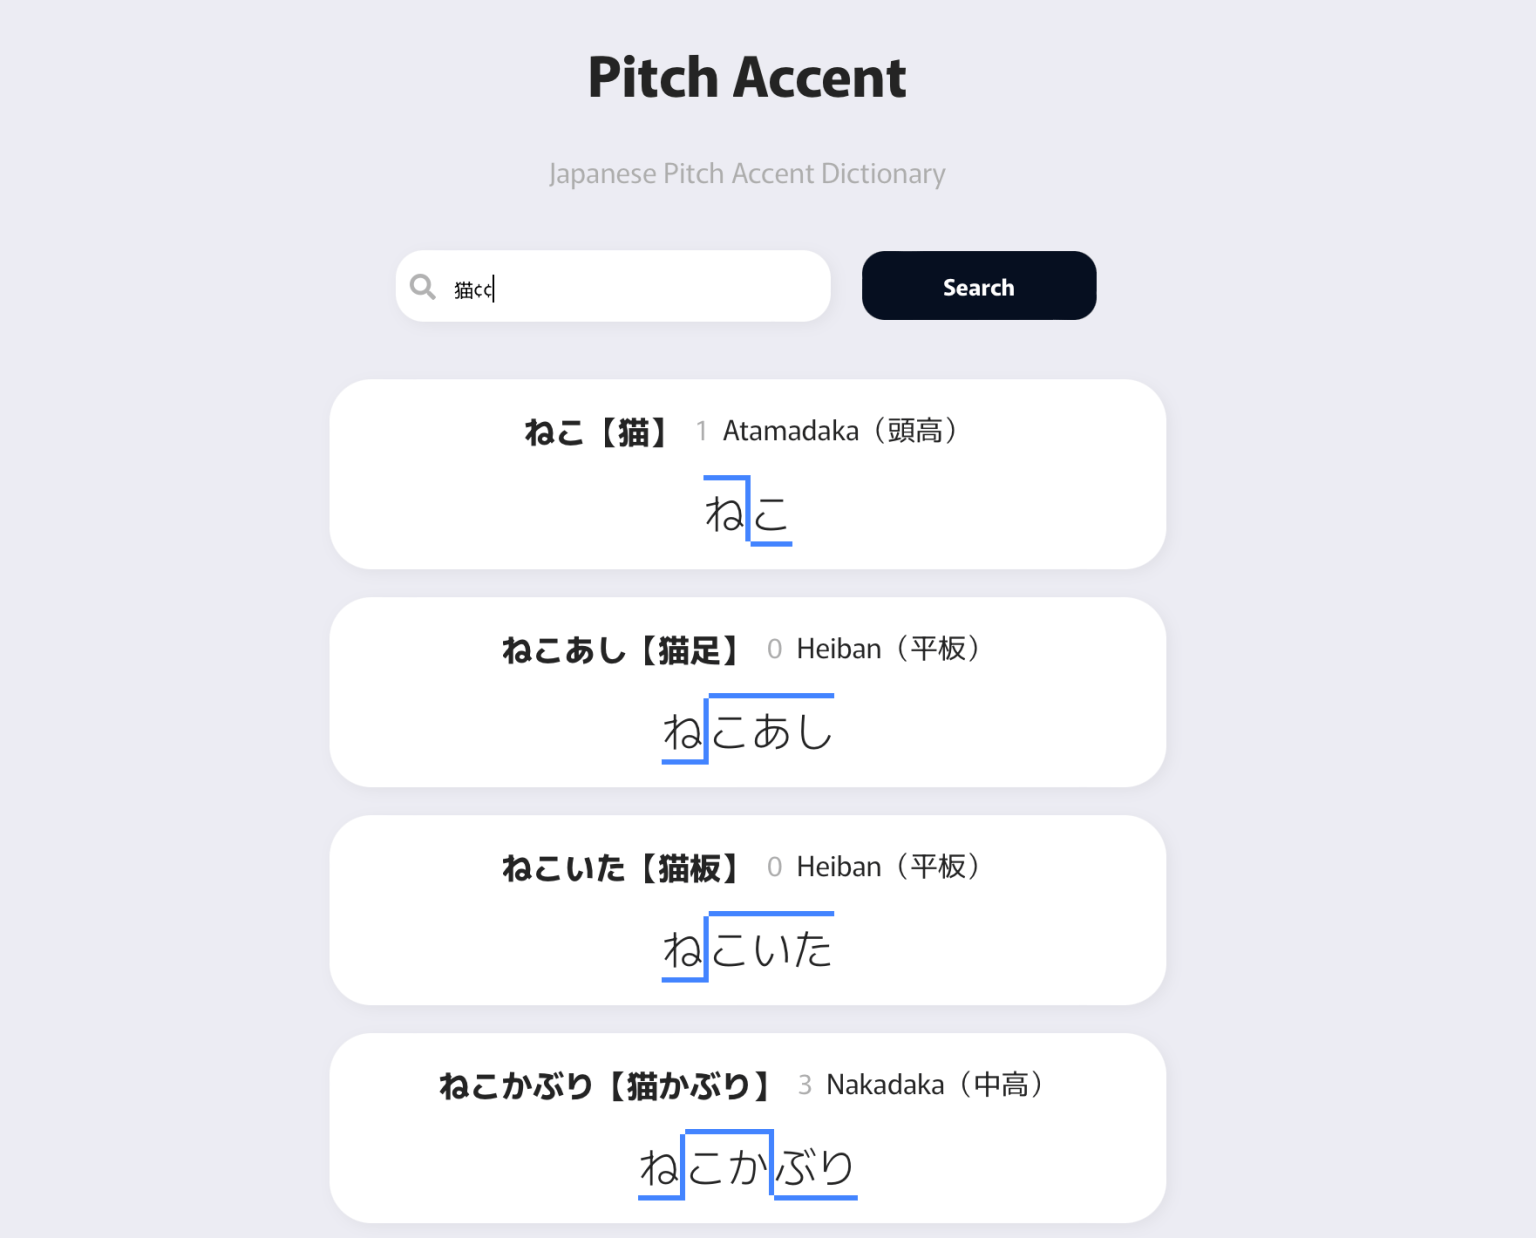 Pitch Accent
Japanese Pitch Accent Dictionary
猫¢¢
Search
ねこ【猫】 1 Atamadaka（頭高）
ねこ
ねこあし【猫足】 0 Heiban（平板）
ねこあし
ねこいた【猫板】 0 Heiban（平板）
ねこいた
ねこかぶり【猫かぶり】 3 Nakadaka（中高）
ねこかぶり